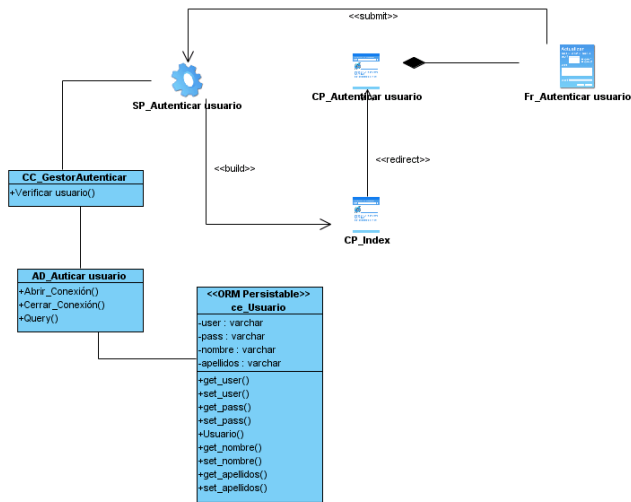 <<submit>>
Actualizar
SP_Autenticar usuario
CP_Autenticar usuario
Fr_Autenticar usuario
<<build>>
<<redirect>>
CC_GestorAutenticar
+Verificar usuario()
CP_Index
AD_Auticar usuario
+Abrir_Conexión()
+Cerrar_Conexión()
+Query()
<<ORM Persistable>>
ce_Usuario
-user : varchar
-pass : varchar
-nombre : varchar
-apellidos : varchar
+get_user()
+set_user()
+get_pass()
+set_pass()
+Usuario()
+get_nombre()
+set_nombre()
+get_apellidos()
+set_apellidos()